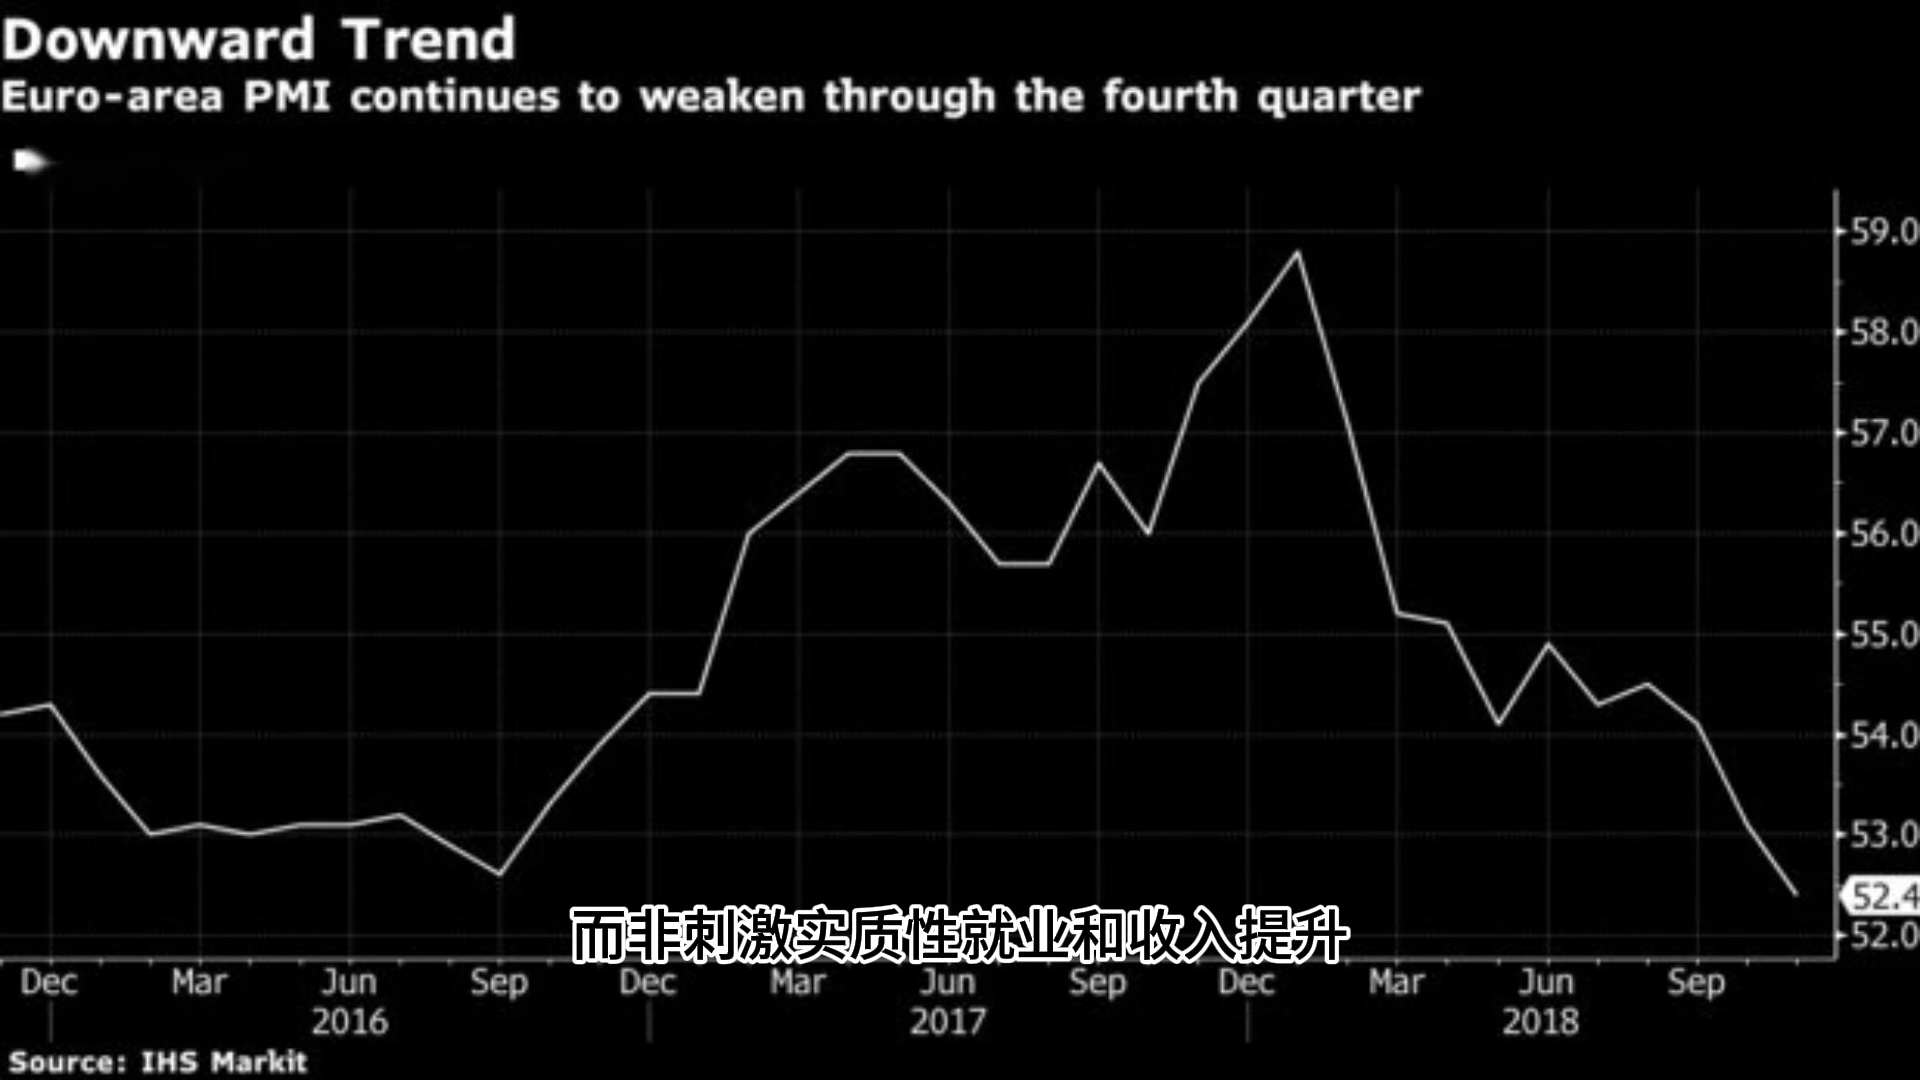 Downward Trend
Euro-area PMI continues to weaken through the fourth quarter
59.0
58.0
57.0
56.0
55.0
54.0
53.0
52.4
52.0
而非刺激实质性就业和收入提升
Dec Mar Jun Sep Dec Mar Jun Sep Dec Mar Jun Sep
2016 2017 2018
Source: IHS Markit